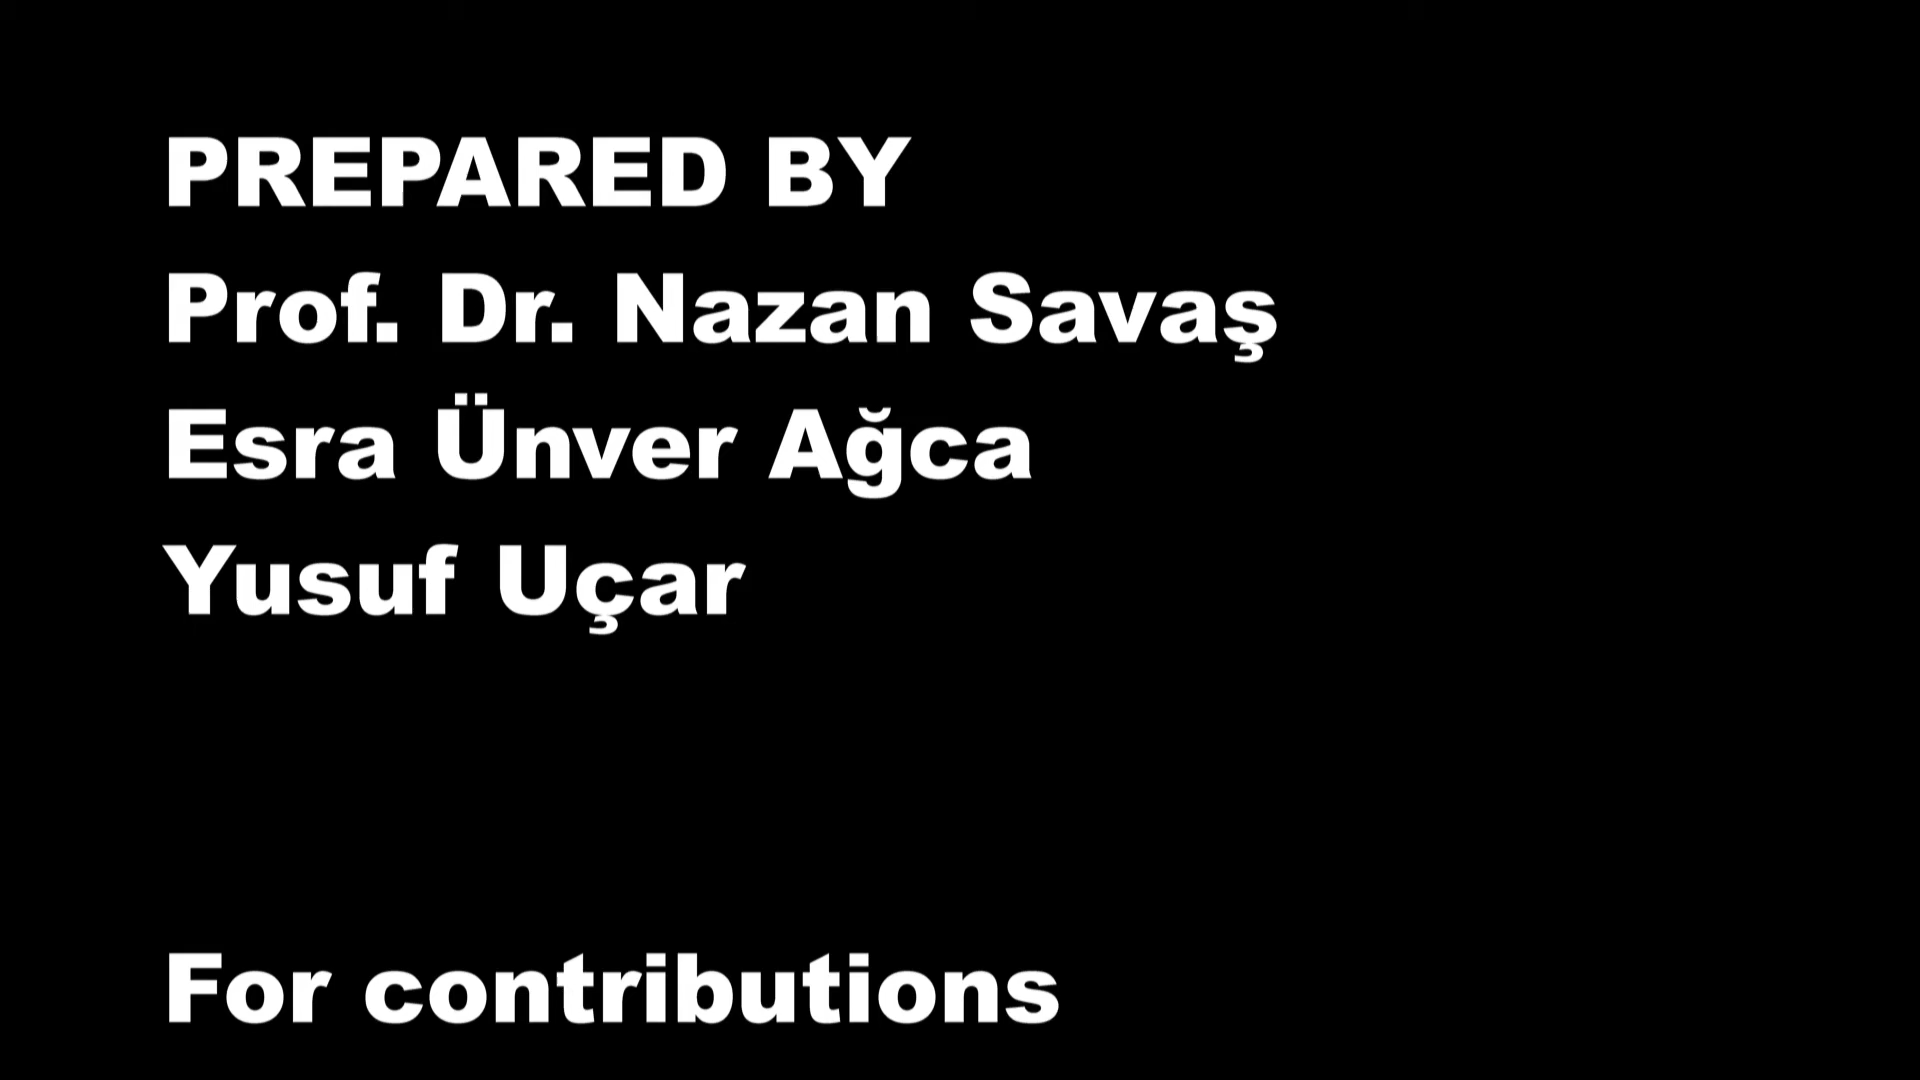 PREPARED BY
Prof. Dr. Nazan Savaş
Esra Ünver Ağca
Yusuf Uçar
For contributions